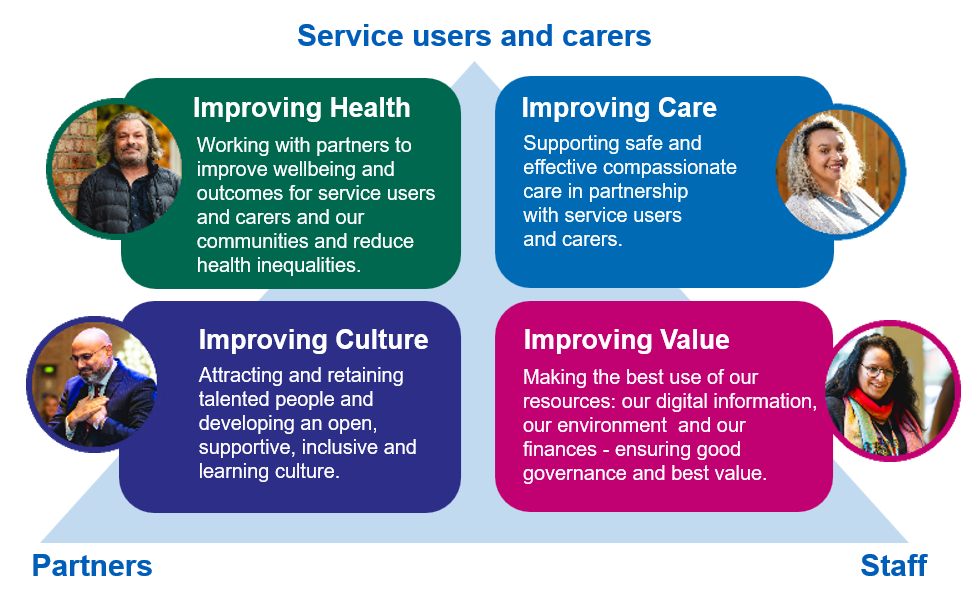 Service users and carers
Improving Health
Working with partners to
improve wellbeing and
outcomes for service users
and carers and our
communities and reduce
health inequalities.
Improving Care
Supporting safe and
effective compassionate
care in partnership
with service users
and carers.
Improving Culture
Attracting and retaining
talented people and
developing an open,
supportive, inclusive and
learning culture.
Improving Value
Making the best use of our
resources: our digital information,
our environment  and our
finances - ensuring good
governance and best value.
Partners
Staff